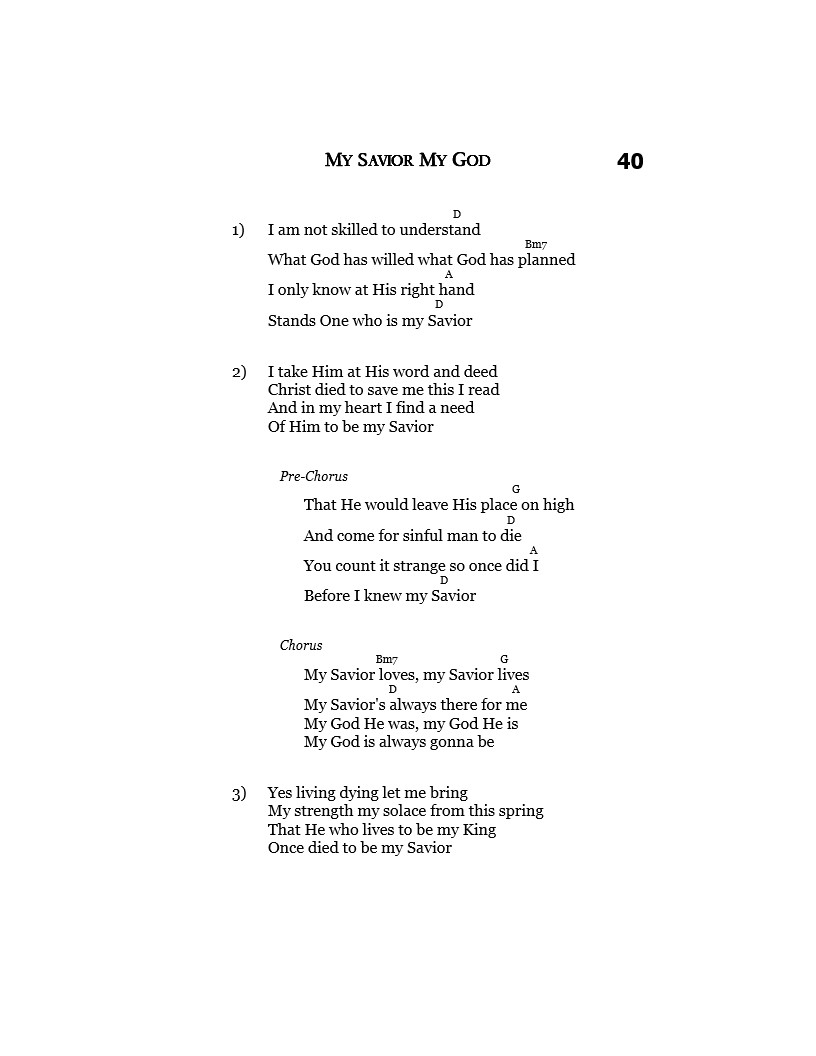 MY SAVIOR MY GOD 40
D
1) I am not skilled to understand
Bm7
What God has willed what God has planned
A
I only know at His right hand
D
Stands One who is my Savior
2) I take Him at His word and deed
Christ died to save me this I read
And in my heart I find a need
Of Him to be my Savior
Pre-Chorus
G
That He would leave His place on high
D
And come for sinful man to die
A
You count it strange so once did I
D
Before I knew my Savior
Chorus
Bm7 G
My Savior loves, my Savior lives
D A
My Savior's always there for me
My God He was, my God He is
My God is always gonna be
3) Yes living dying let me bring
My strength my solace from this spring
That He who lives to be my King
Once died to be my Savior